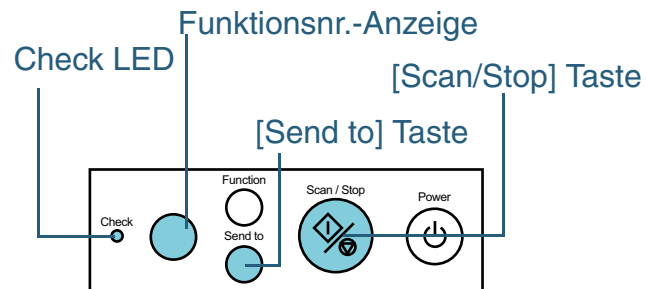 Funktionsnr.-Anzeige
Check LED
[Scan/Stop] Taste
[Send to] Taste
Function
Scan / Stop
Power
Check
Send to